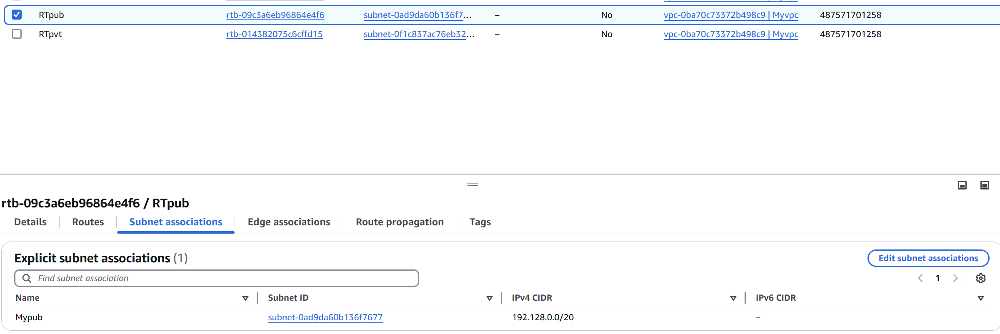 RTpub rtb-09c3a6eb96864e4f6 subnet-0ad9da60b136f7... – No vpc-0ba70c73372b498c9 | Myvpc 487571701258
RTpvt rtb-014382075c6cffd15 subnet-0f1c837ac76eb32... – No vpc-0ba70c73372b498c9 | Myvpc 487571701258
rtb-09c3a6eb96864e4f6 / RTpub
Details Routes Subnet associations Edge associations Route propagation Tags
Explicit subnet associations (1) Edit subnet associations
Find subnet association 1
Name Subnet ID IPv4 CIDR IPv6 CIDR
Mypub subnet-0ad9da60b136f7677 192.128.0.0/20 –